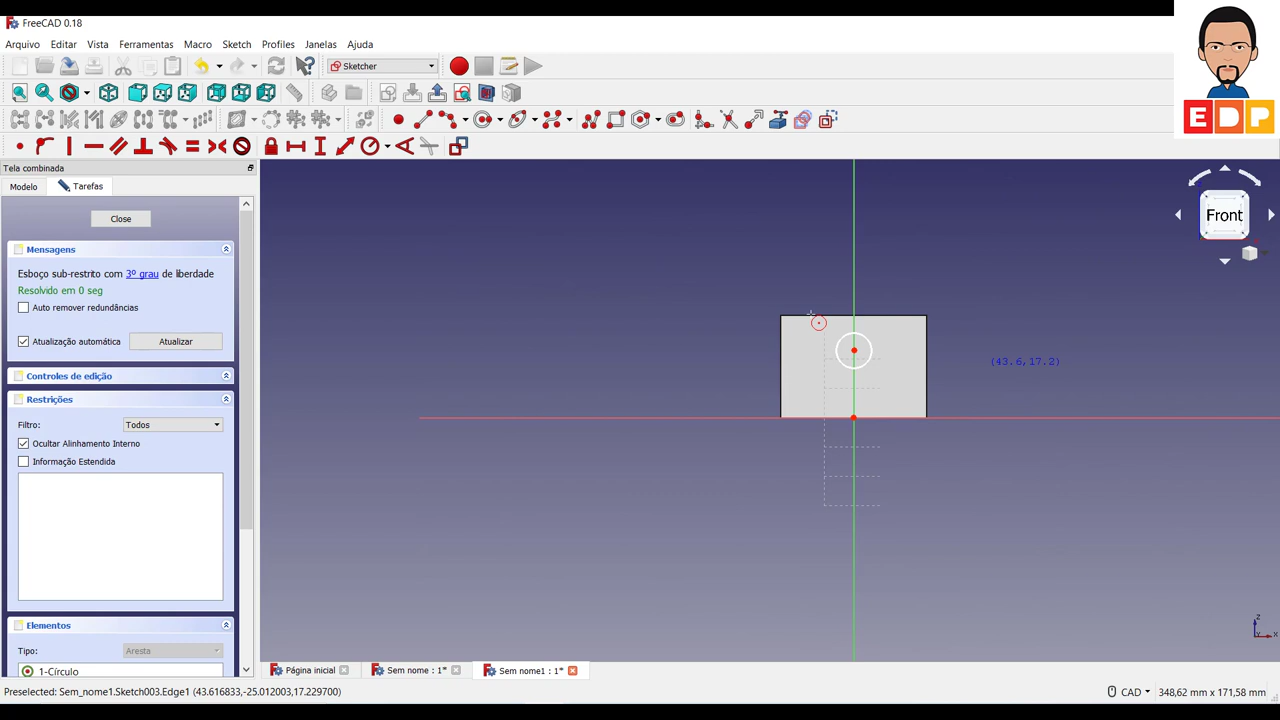 FreeCAD 0.18
Arquivo Editar Vista Ferramentas Macro Sketch Profiles Janelas Ajuda
Sketcher
EDP
Tela combinada
Modelo Tarefas
Close
Mensagens
Esboço sub-restrito com 3º grau de liberdade
Resolvido em 0 seg
Auto remover redundâncias
Atualização automática Atualizar
Controles de edição
Restrições
Filtro: Todos
Ocultar Alinhamento Interno
Informação Estendida
Elementos
Tipo: Aresta
1-Círculo
Front
(43.6,17.2)
Z
X
Página inicial Sem nome : 1* Sem nome1 : 1*
Preselected: Sem_nome1.Sketch003.Edge1 (43.616833,-25.012003,17.229700) CAD 348,62 mm x 171,58 mm